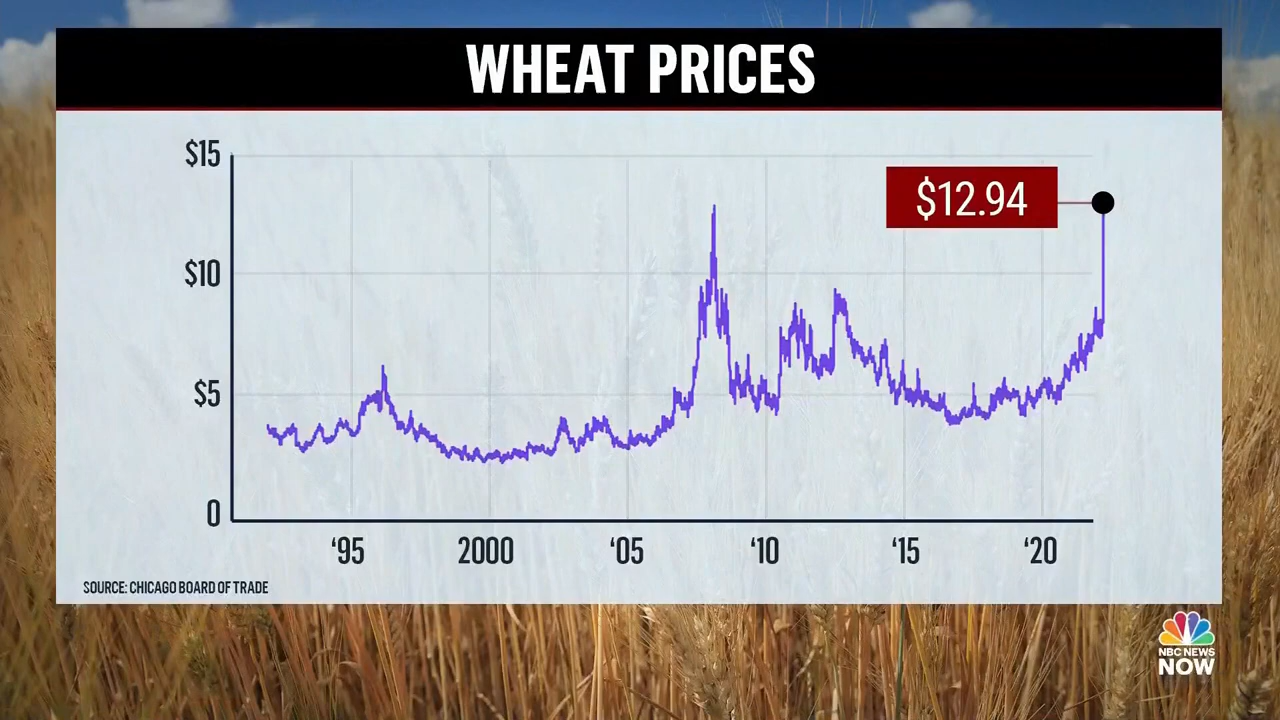 WHEAT PRICES
$15
$12.94
$10
$5
0
‘95 2000 ‘05 ‘10 ‘15 ‘20
SOURCE: CHICAGO BOARD OF TRADE
NBC NEWS
NOW